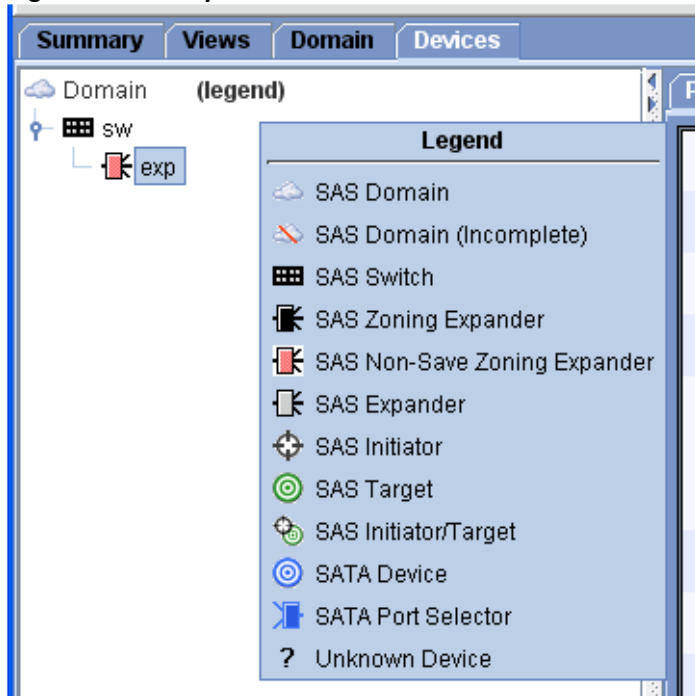 Summary Views Domain Devices
Domain (legend)
sw
exp
Legend
SAS Domain
SAS Domain (Incomplete)
SAS Switch
SAS Zoning Expander
SAS Non-Save Zoning Expander
SAS Expander
SAS Initiator
SAS Target
SAS Initiator/Target
SATA Device
SATA Port Selector
? Unknown Device